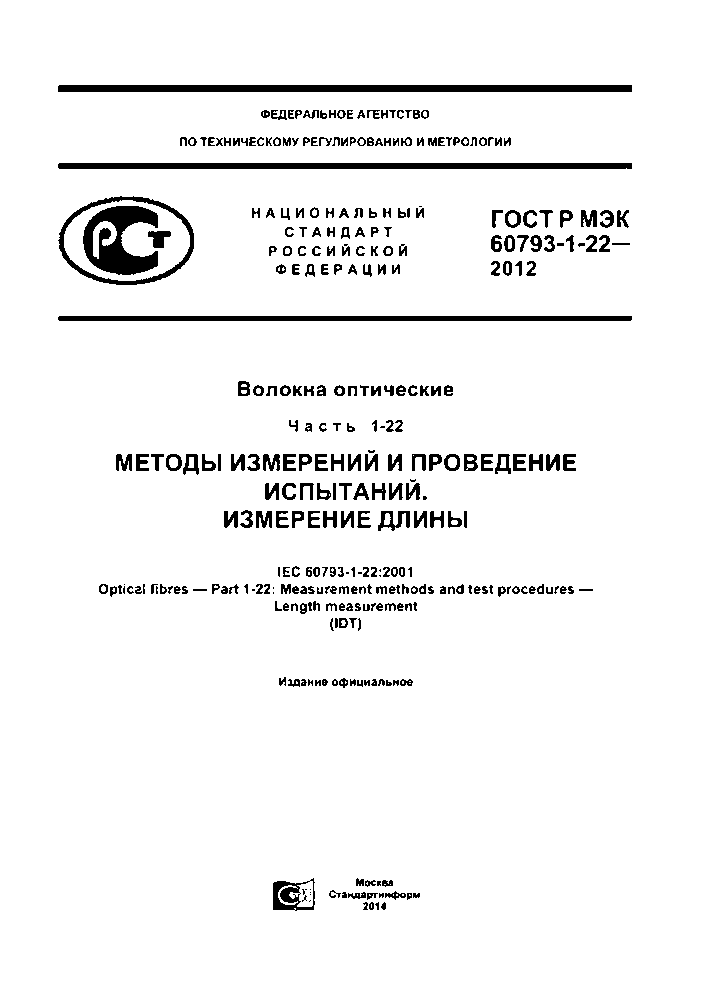 ФЕДЕРАЛЬНОЕ АГЕНТСТВО
ПО ТЕХНИЧЕСКОМУ РЕГУЛИРОВАНИЮ И МЕТРОЛОГИИ
РСТ
НАЦИОНАЛЬНЫЙ
СТАНДАРТ
РОССИЙСКОЙ
ФЕДЕРАЦИИ
ГОСТ Р МЭК
60793-1-22—
2012
Волокна оптические
Часть 1-22
МЕТОДЫ ИЗМЕРЕНИЙ И ПРОВЕДЕНИЕ
ИСПЫТАНИЙ.
ИЗМЕРЕНИЕ ДЛИНЫ
IEC 60793-1-22:2001
Optical fibres — Part 1-22: Measurement methods and test procedures —
Length measurement
(IDT)
Издание официальное
Москва
Стандартинформ
2014